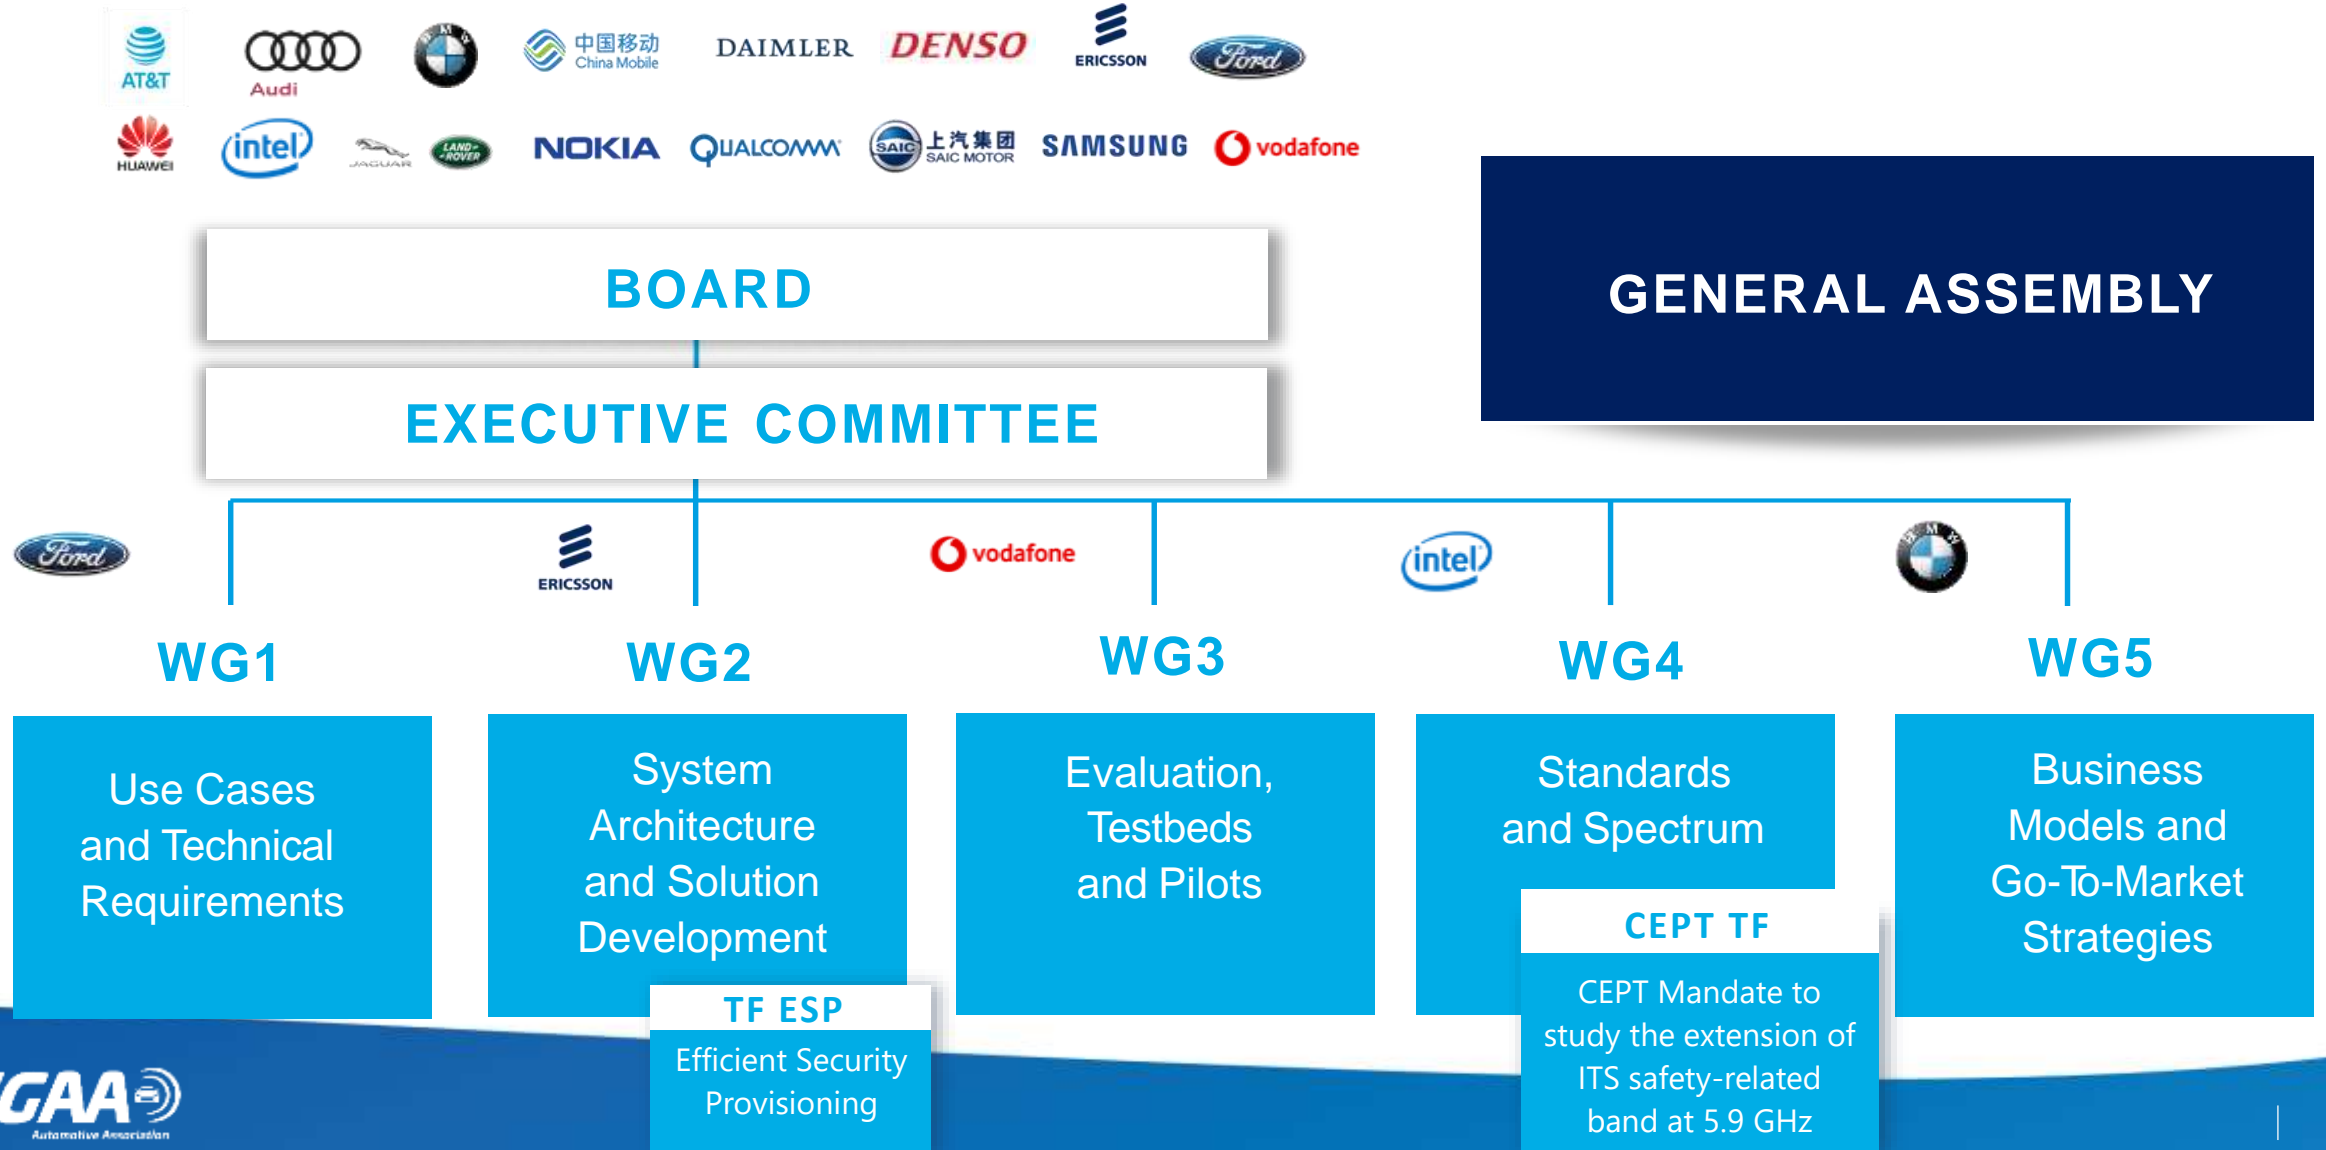 AT&T
Audi
BMW
中国移动
China Mobile
DAIMLER
DENSO
ERICSSON
Ford
HUAWEI
intel
JAGUAR
LAND-
ROVER
NOKIA
QUALCOMM
SAIC
上汽集团
SAIC MOTOR
SAMSUNG
vodafone
BOARD
GENERAL ASSEMBLY
EXECUTIVE COMMITTEE
Ford
ERICSSON
vodafone
intel
BMW
WG1
WG2
WG3
WG4
WG5
Use Cases
and Technical
Requirements
System
Architecture
and Solution
Development
TF ESP
Efficient Security
Provisioning
Evaluation,
Testbeds
and Pilots
Standards
and Spectrum
CEPT TF
CEPT Mandate to
study the extension of
ITS safety-related
band at 5.9 GHz
Business
Models and
Go-To-Market
Strategies
GAA
Automotive Association